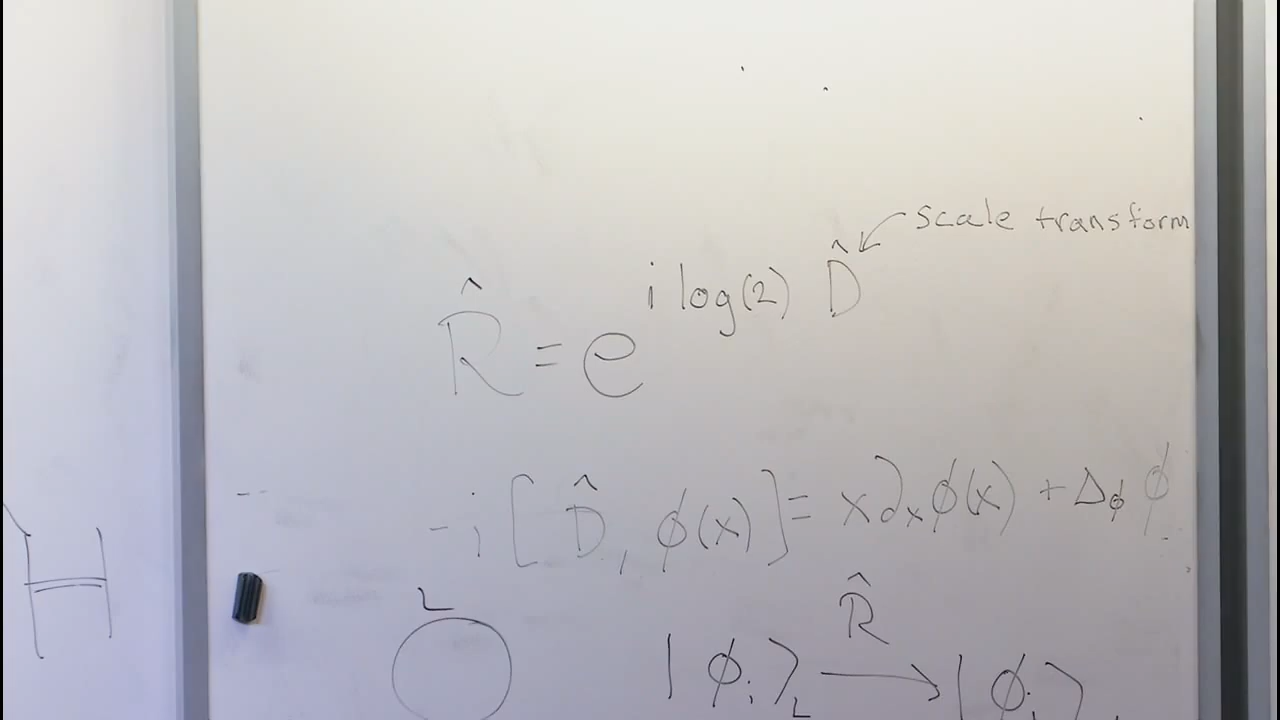 scale transform
R̂ = e^{i log(2) D̂}
-i [D̂, ϕ(x)] = x∂ₓϕ(x) + Δ_ϕ ϕ
H
L
R̂
|ϕᵢ⟩_L → |ϕᵢ⟩